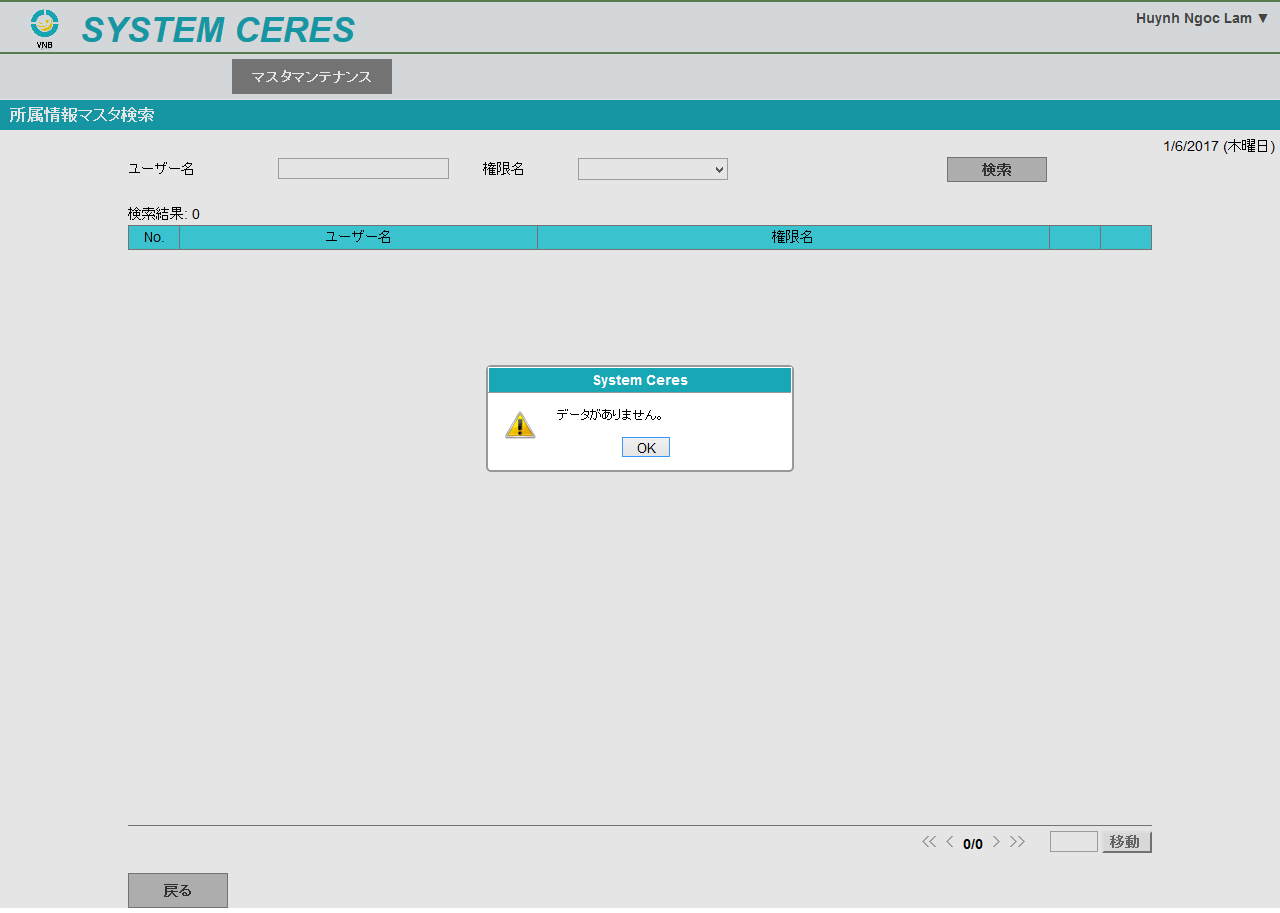 VNB
SYSTEM CERES
Huynh Ngoc Lam ▼
マスタマンテナンス
所属情報マスタ検索
1/6/2017 (木曜日)
ユーザー名
権限名
検索
検索結果: 0
No. ユーザー名 権限名
System Ceres
データがありません。
OK
<< < 0/0 > >> 移動
戻る